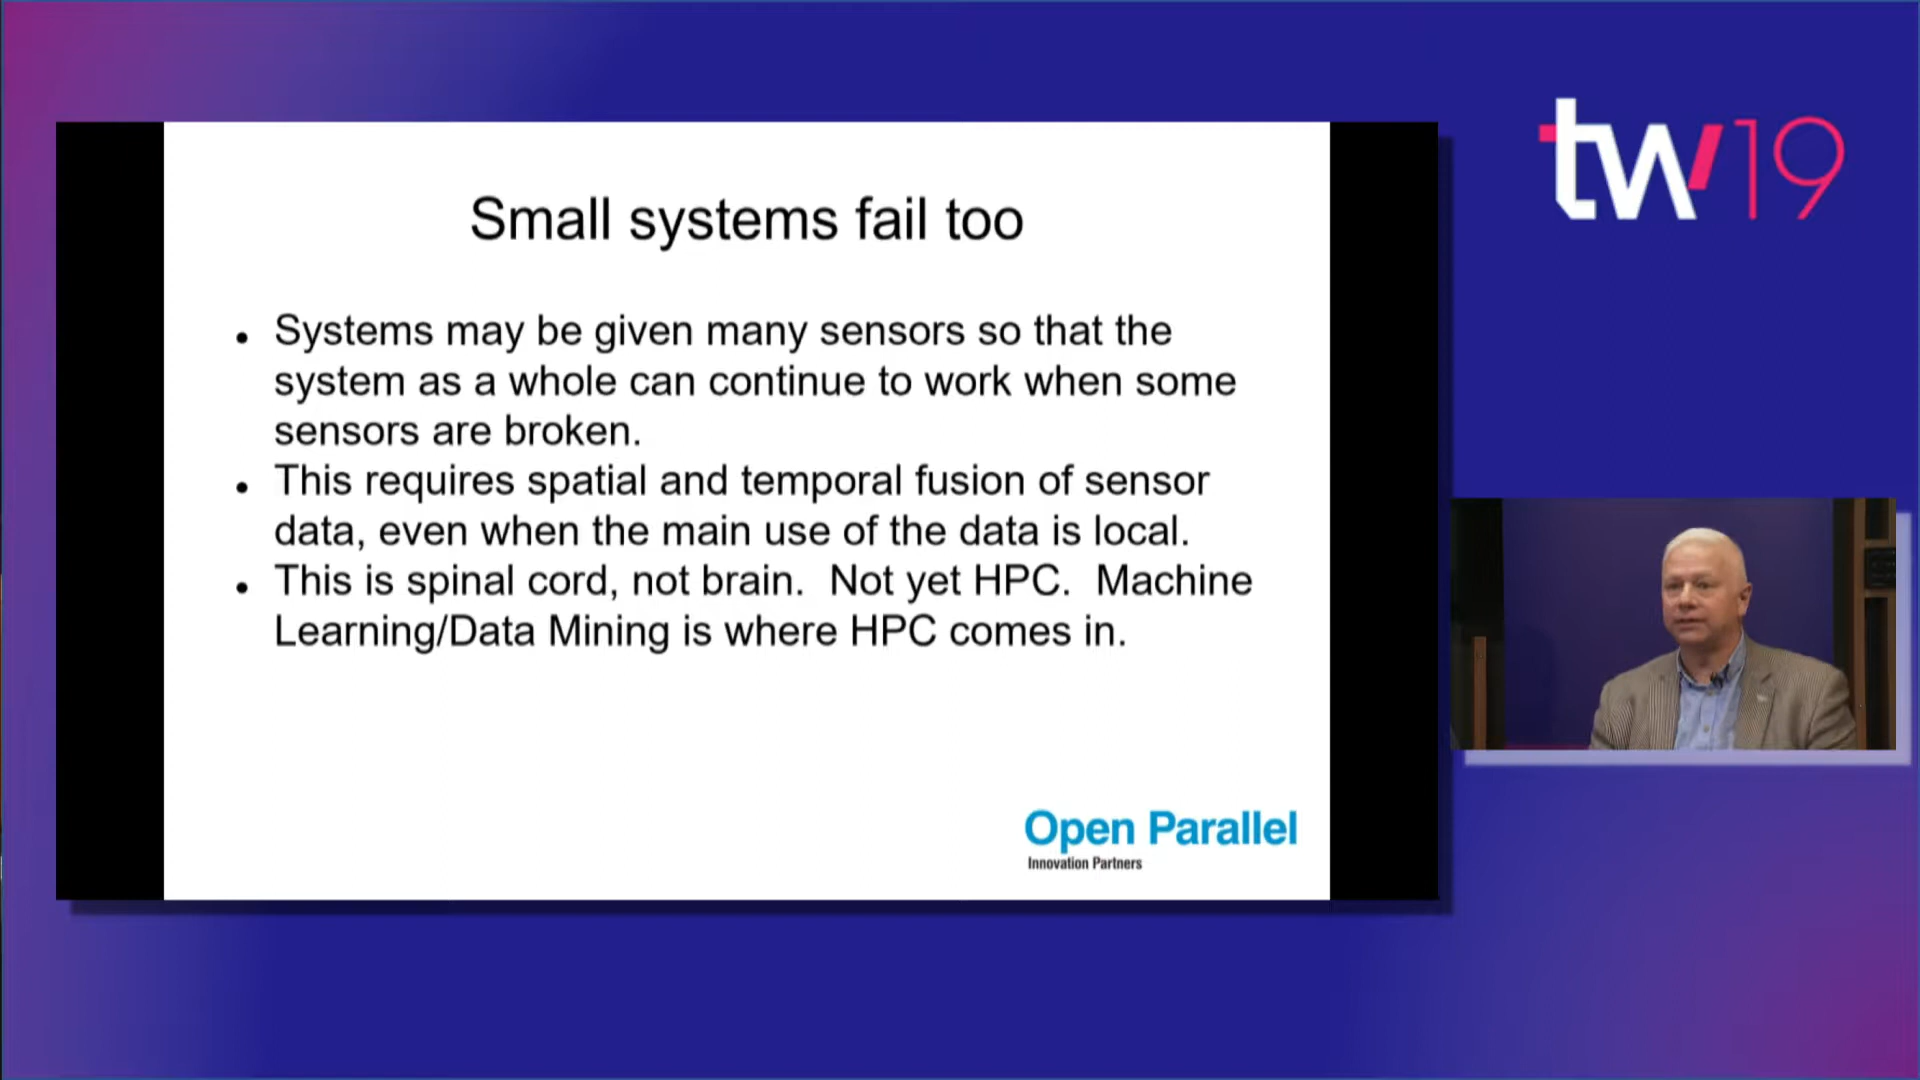 Small systems fail too
• Systems may be given many sensors so that the
system as a whole can continue to work when some
sensors are broken.
• This requires spatial and temporal fusion of sensor
data, even when the main use of the data is local.
• This is spinal cord, not brain.  Not yet HPC.  Machine
Learning/Data Mining is where HPC comes in.
Open Parallel
Innovation Partners
tw19